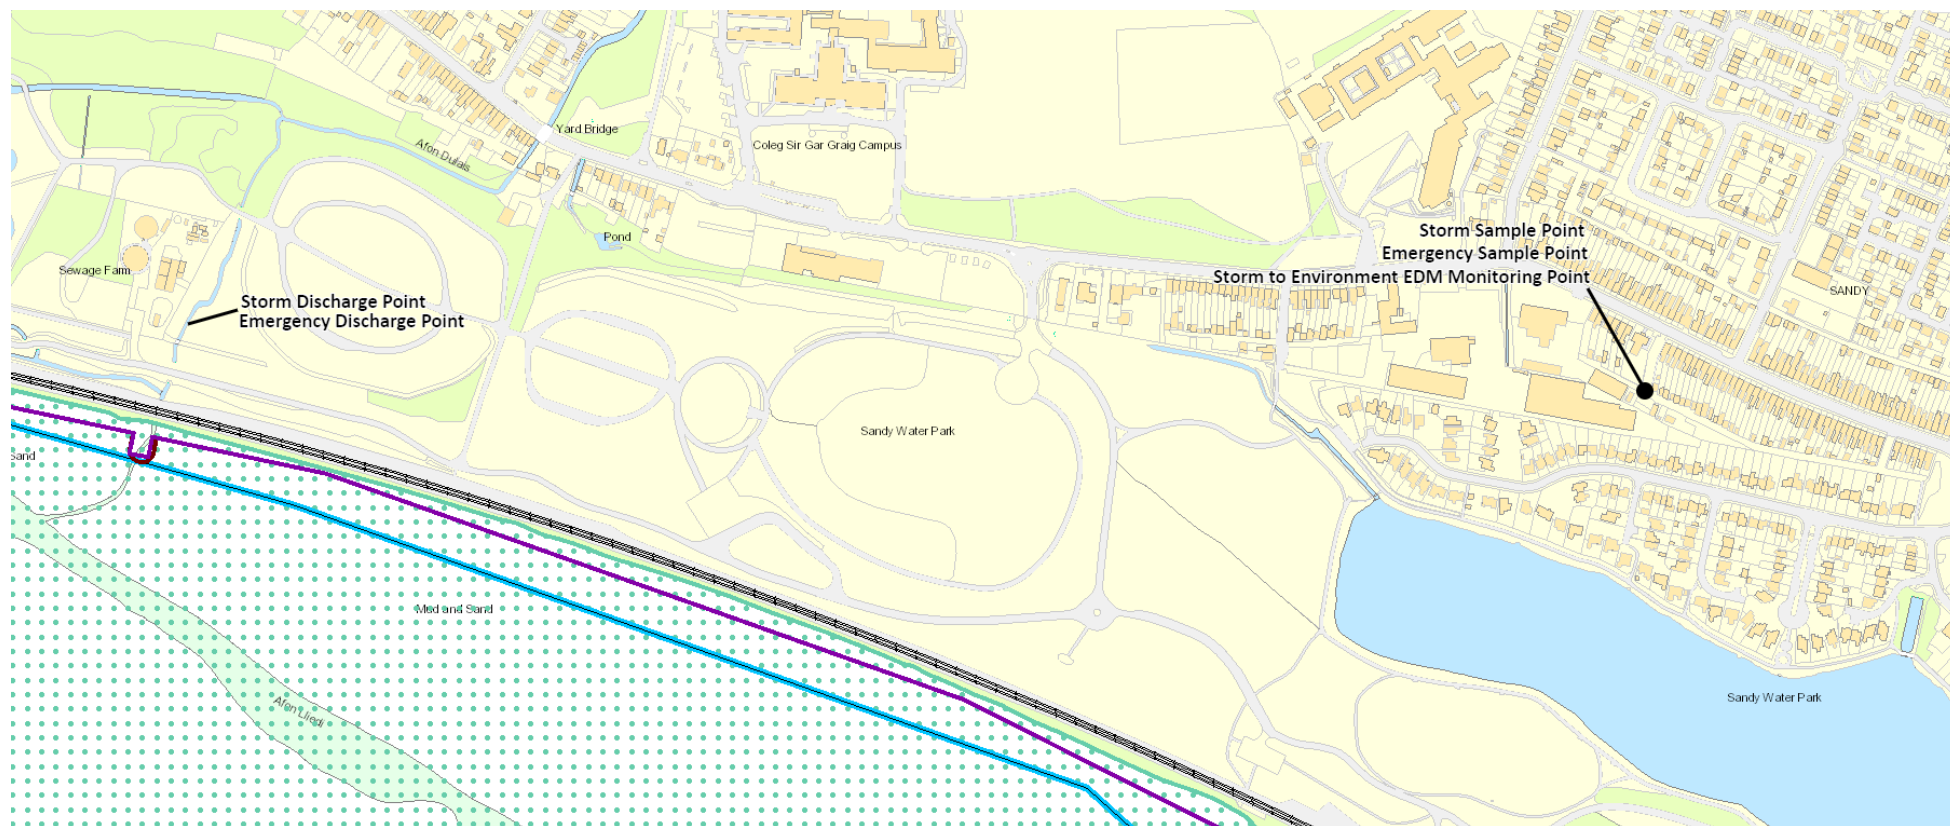 Yard Bridge
Afon Dulais
Coleg Sir Gar Graig Campus
Pond
Sewage Farm
Storm Discharge Point
Emergency Discharge Point
Storm Sample Point
Emergency Sample Point
Storm to Environment EDM Monitoring Point
SANDY
Sandy Water Park
Sand
Mud and Sand
Afon Lliedi
Sandy Water Park